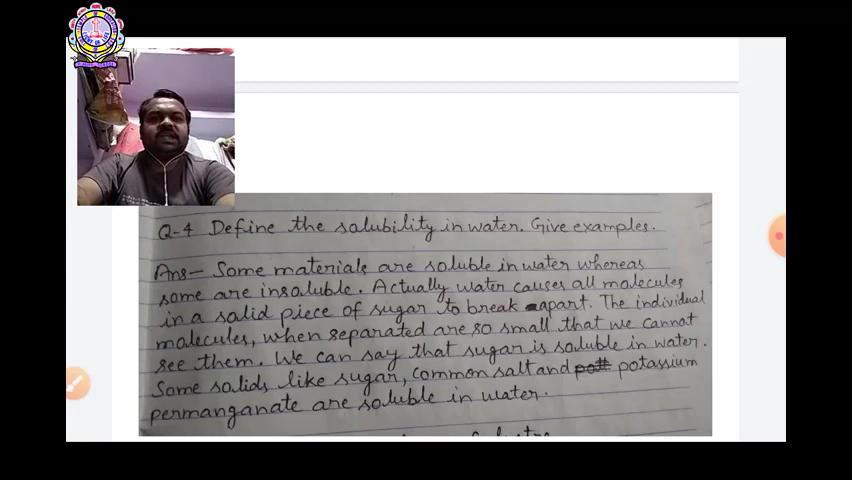 Q-4 Define the solubility in water. Give examples.
Ans- Some materials are soluble in water whereas
some are insoluble. Actually water causes all molecules
in a solid piece of sugar to break apart. The individual
molecules, when separated are so small that we cannot
see them. We can say that sugar is soluble in water.
Some solids like sugar, common salt and potassium
permanganate are soluble in water.